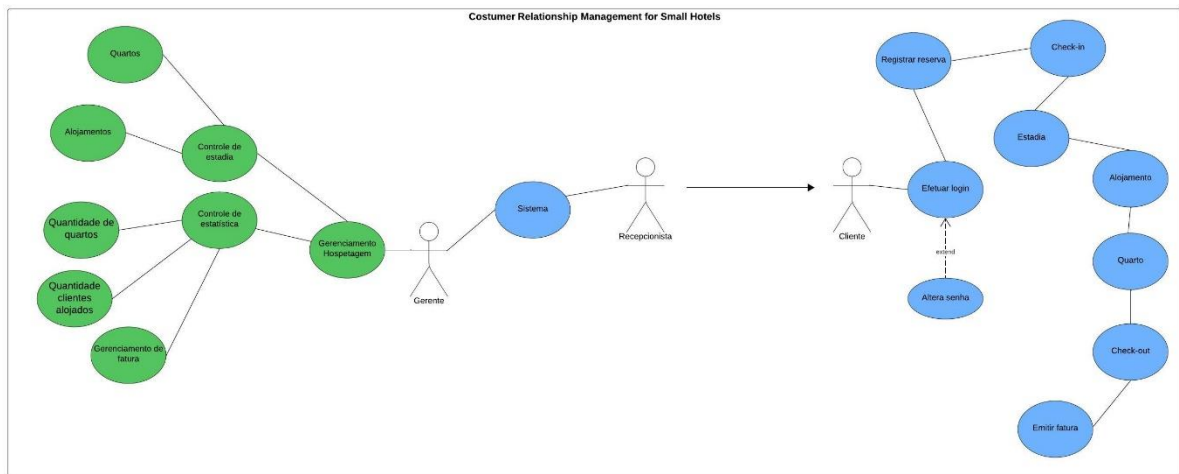 Costumer Relationship Management for Small Hotels
Quartos
Alojamentos
Controle de
estadia
Quantidade de
quartos
Controle de
estatística
Quantidade
clientes
alojados
Gerenciamento
Hospetagem
Gerenciamento de
fatura
Gerente
Sistema
Recepcionista
Cliente
Registrar reserva
Check-in
Estadia
Alojamento
Efetuar login
extend
Altera senha
Quarto
Check-out
Emitir fatura